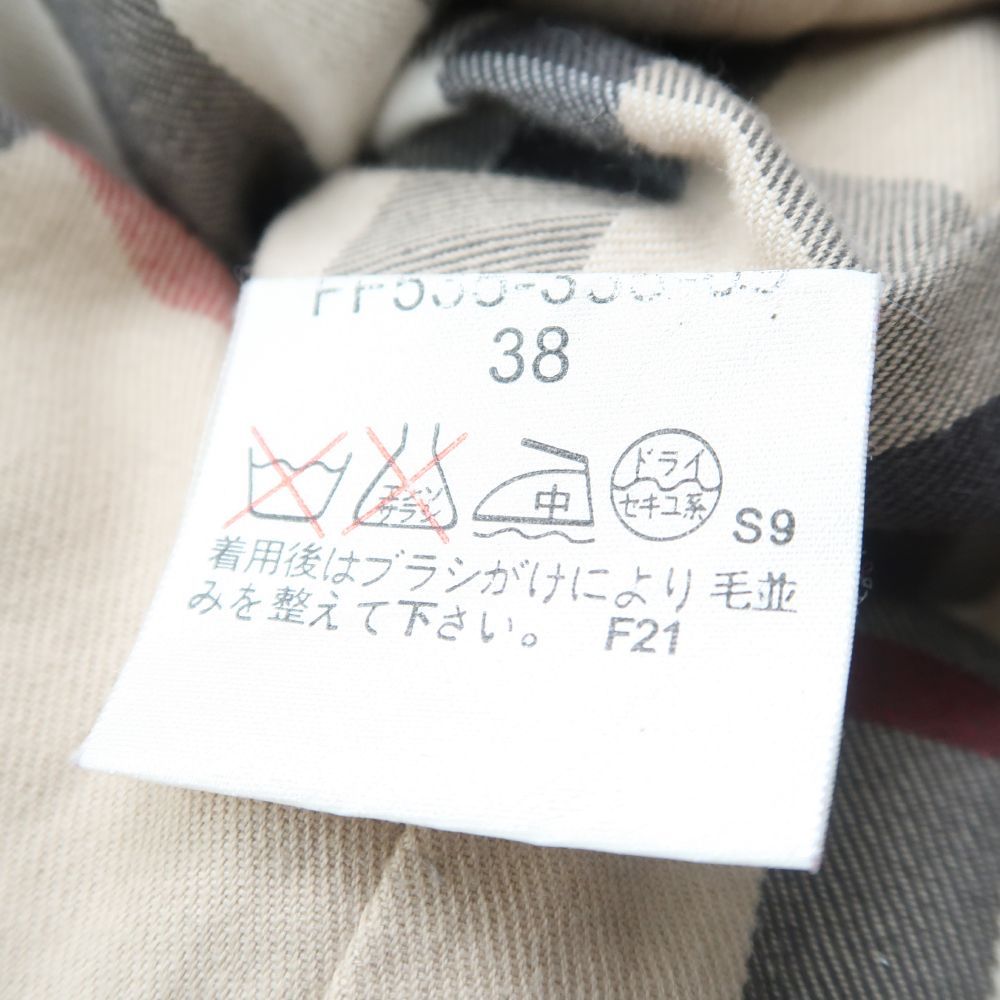 38
エンソ
サラシ
中
ドライ
セキユ系
S9
着用後はブラシがけにより毛並
みを整えて下さい。 F21